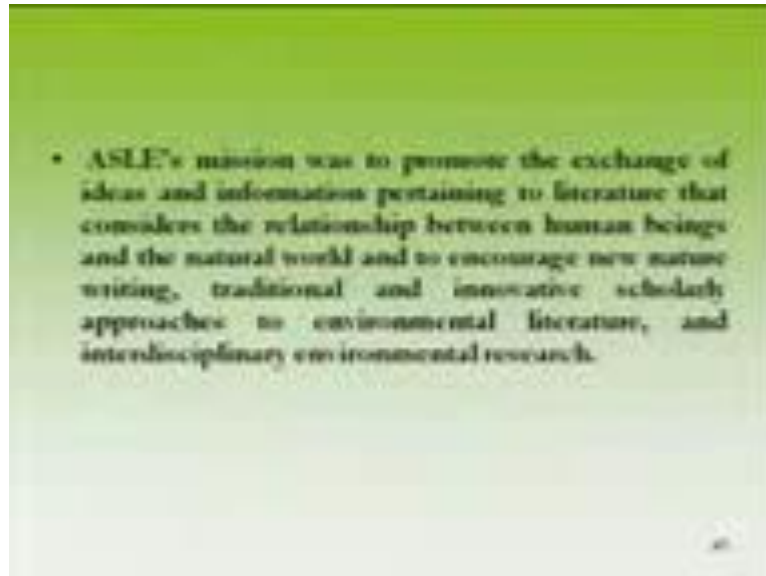 • ASLE's mission was to promote the exchange of
ideas and information pertaining to literature that
considers the relationship between human beings
and the natural world and to encourage new nature
writing, traditional and innovative scholarly
approaches to environmental literature, and
interdisciplinary environmental research.